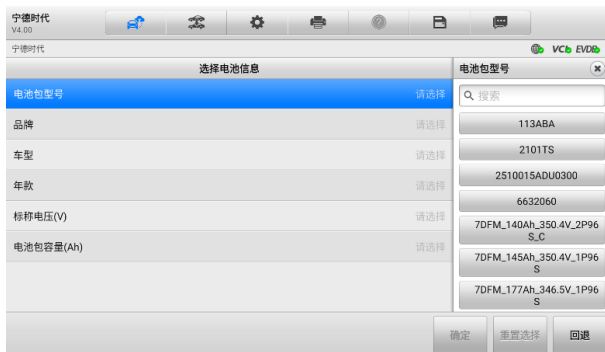 宁德时代
V4.00
宁德时代
VCI
EVDB
选择电池信息
电池包型号
电池包型号 请选择
搜索
品牌 请选择
113ABA
车型 请选择
2101TS
年款 请选择
2510015ADU0300
标称电压(V) 请选择
6632060
电池包容量(Ah) 请选择
7DFM_140Ah_350.4V_2P96
S_C
7DFM_145Ah_350.4V_1P96
S
7DFM_177Ah_346.5V_1P96
S
确定
重置选择
回退